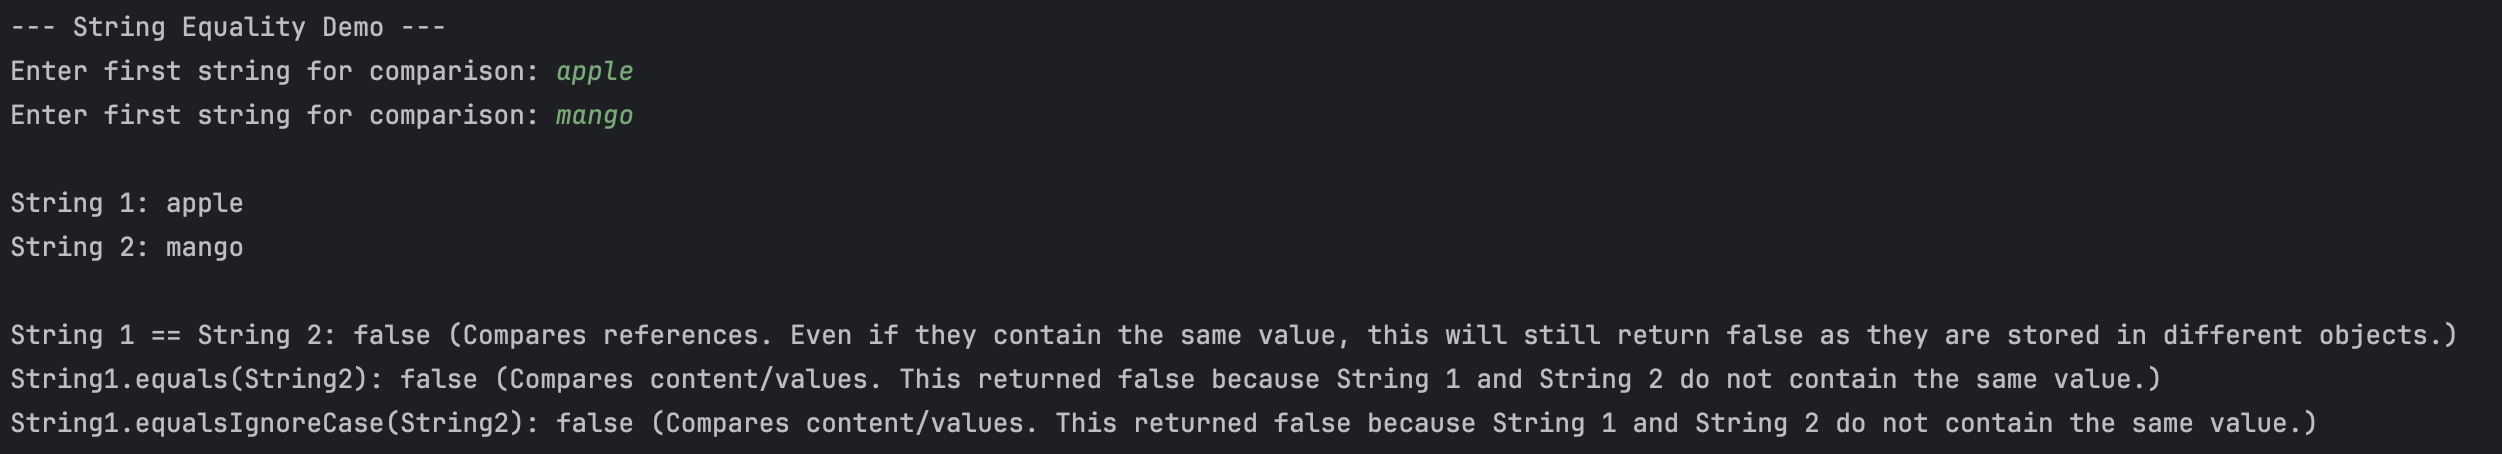 --- String Equality Demo ---
Enter first string for comparison: apple
Enter first string for comparison: mango
String 1: apple
String 2: mango
String 1 == String 2: false (Compares references. Even if they contain the same value, this will still return false as they are stored in different objects.)
String1.equals(String2): false (Compares content/values. This returned false because String 1 and String 2 do not contain the same value.)
String1.equalsIgnoreCase(String2): false (Compares content/values. This returned false because String 1 and String 2 do not contain the same value.)